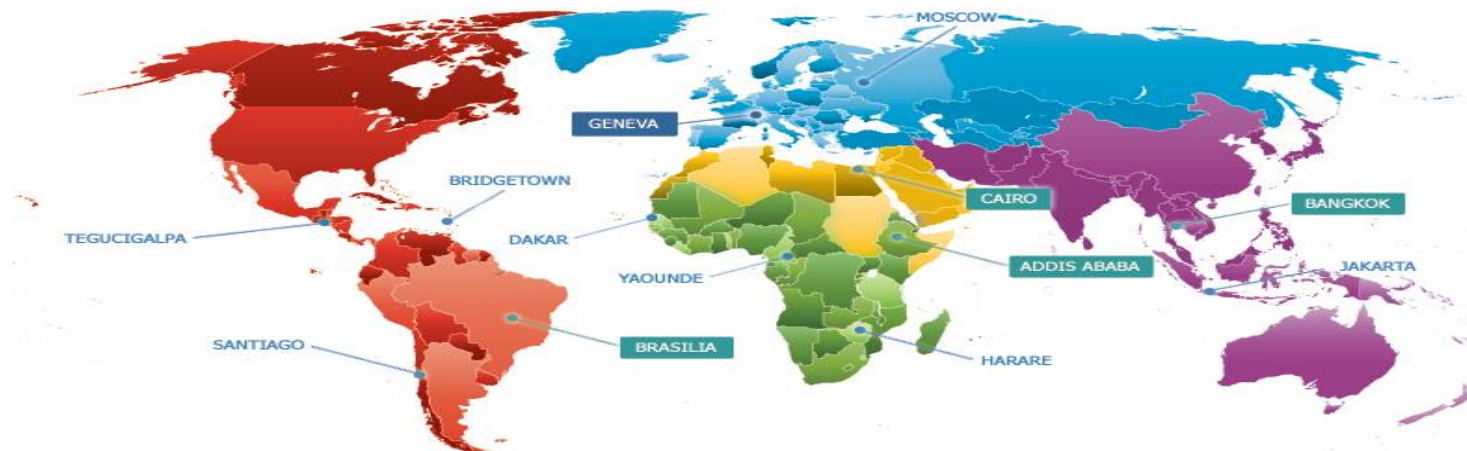 MOSCOW
GENEVA
BRIDGETOWN
CAIRO
BANGKOK
TEGUCIGALPA
DAKAR
ADDIS ABABA
JAKARTA
YAOUNDE
SANTIAGO
BRASILIA
HARARE